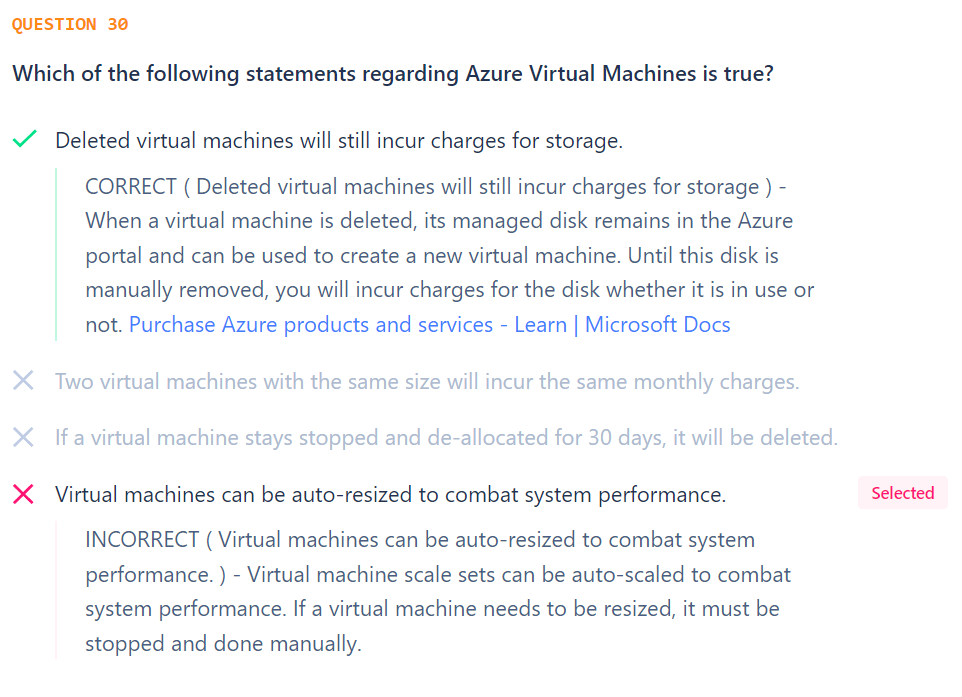 QUESTION 30
Which of the following statements regarding Azure Virtual Machines is true?
Deleted virtual machines will still incur charges for storage.
CORRECT ( Deleted virtual machines will still incur charges for storage ) -
When a virtual machine is deleted, its managed disk remains in the Azure
portal and can be used to create a new virtual machine. Until this disk is
manually removed, you will incur charges for the disk whether it is in use or
not. Purchase Azure products and services - Learn | Microsoft Docs
Two virtual machines with the same size will incur the same monthly charges.
If a virtual machine stays stopped and de-allocated for 30 days, it will be deleted.
Virtual machines can be auto-resized to combat system performance.
Selected
INCORRECT ( Virtual machines can be auto-resized to combat system
performance. ) - Virtual machine scale sets can be auto-scaled to combat
system performance. If a virtual machine needs to be resized, it must be
stopped and done manually.